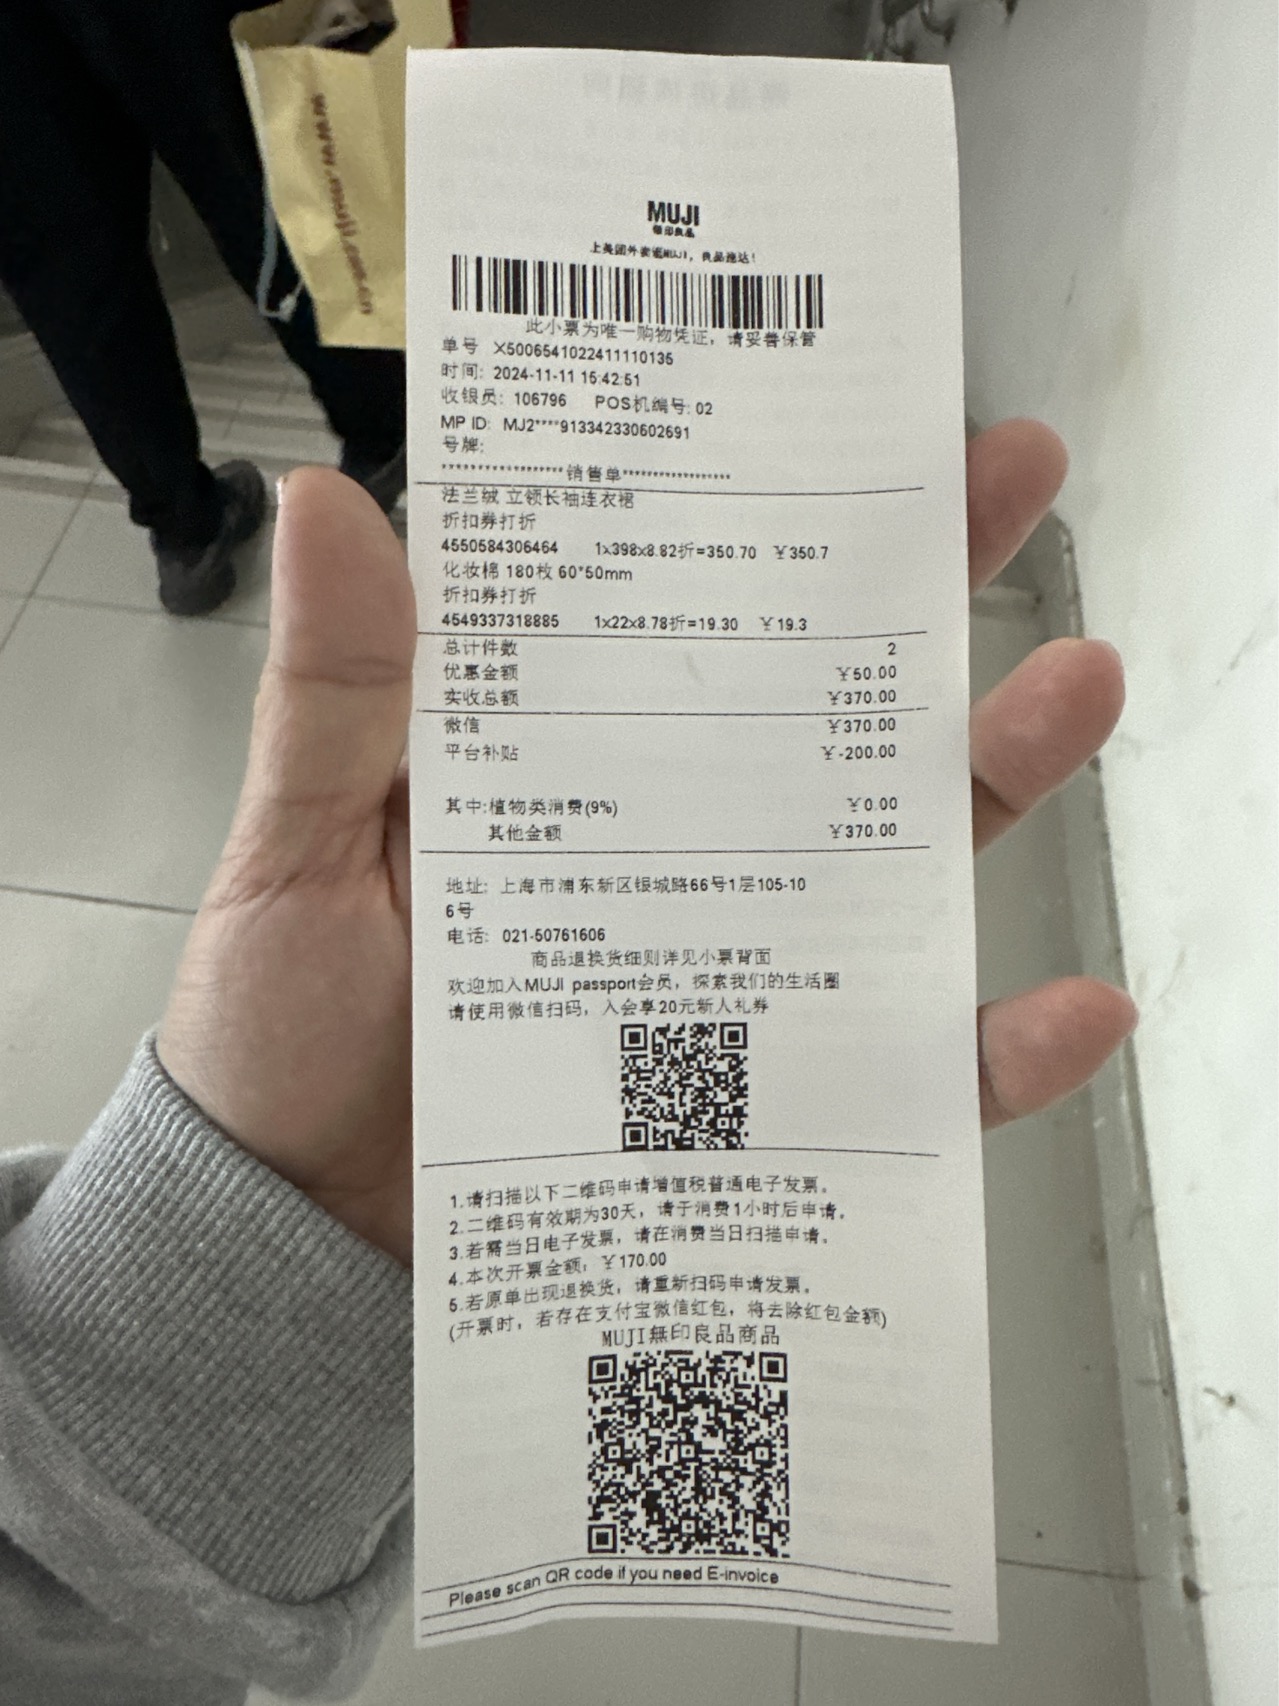 MUJI
無印良品
上美团外卖逛MUJI，良品速达！
此小票为唯一购物凭证，请妥善保管
单号 X5006541022411110135
时间: 2024-11-11 15:42:51
收银员: 106796 POS机编号: 02
MP ID: MJ2****913342330602691
号牌:
******************销售单*****************
法兰绒 立领长袖连衣裙
折扣券打折
4550584306464 1x398x8.82折=350.70 ￥350.7
化妆棉 180枚 60*50mm
折扣券打折
4549337318885 1x22x8.78折=19.30 ￥19.3
总计件数 2
优惠金额 ￥50.00
实收总额 ￥370.00
微信 ￥370.00
平台补贴 ￥-200.00
其中:植物类消费(9%) ￥0.00
其他金额 ￥370.00
地址: 上海市浦东新区银城路66号1层105-10
6号
电话: 021-50761606
商品退换货细则详见小票背面
欢迎加入MUJI passport会员，探索我们的生活圈
请使用微信扫码，入会享20元新人礼券
1.请扫描以下二维码申请增值税普通电子发票。
2.二维码有效期为30天，请于消费1小时后申请。
3.若需当日电子发票，请在消费当日扫描申请。
4.本次开票金额: ￥170.00
5.若原单出现退换货，请重新扫码申请发票。
(开票时，若存在支付宝微信红包，将去除红包金额)
MUJI無印良品商品
Please scan QR code if you need E-invoice